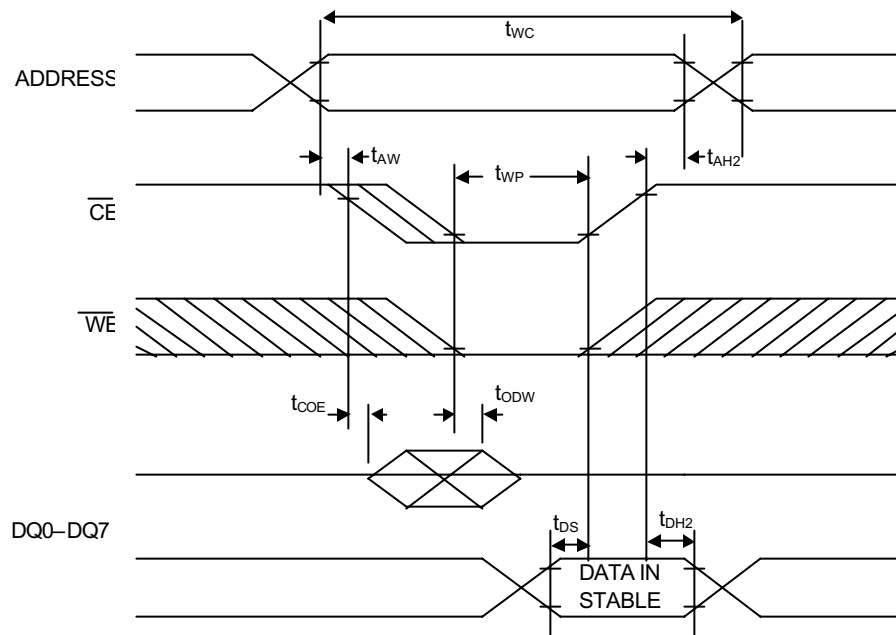 tWC
ADDRESS
tAW
tWP
tAH2
CE
WE
tCOE
tODW
DQ0–DQ7
tDS
tDH2
DATA IN
STABLE